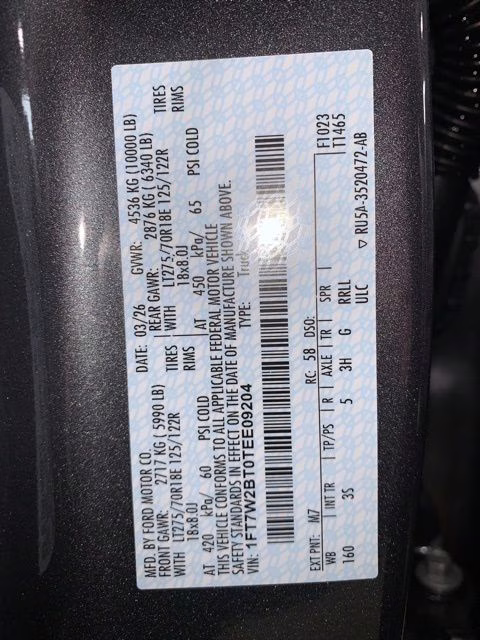 MFD. BY FORD MOTOR CO.
DATE: 03/26 GVWR: 4536 KG (10000 LB)
FRONT GAWR: 2717 KG ( 5990 LB) REAR GAWR: 2876 KG ( 6340 LB)
WITH LT275/70R18E 125/122R TIRES WITH LT275/70R18E 125/122R TIRES
18x8.0J RIMS 18x8.0J RIMS
AT 420 kPa/ 60 PSI COLD AT 450 kPa/ 65 PSI COLD
THIS VEHICLE CONFORMS TO ALL APPLICABLE FEDERAL MOTOR VEHICLE
SAFETY STANDARDS IN EFFECT ON THE DATE OF MANUFACTURE SHOWN ABOVE.
VIN: 1FT7W2BT0TEE09204 TYPE: Truck
F1023
T1465
EXT PNT: M7 RC: 58 DSO:
WB | INT TR | TP/PS | R | AXLE | TR | SPR |
160 3S 5 3H G RRLL
ULC
▽ RU5A-3520472-AB